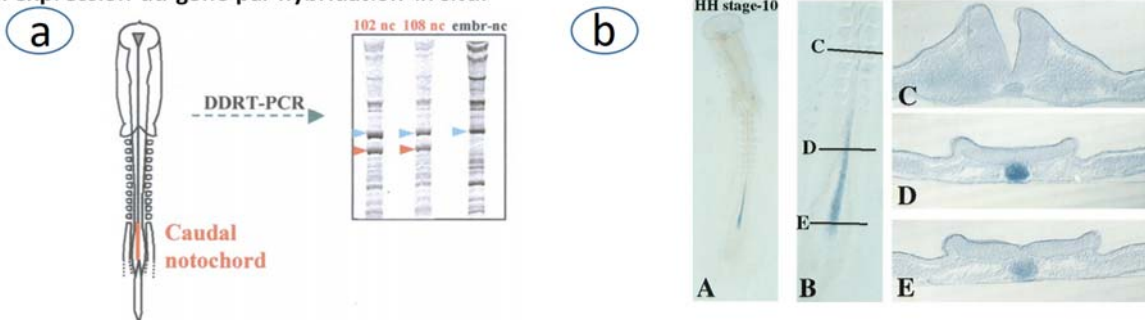 a
102 nc 108 nc embr-nc
DDRT-PCR
Caudal
notochord
b
HH stage-10
C
D
E
A
B
C
D
E